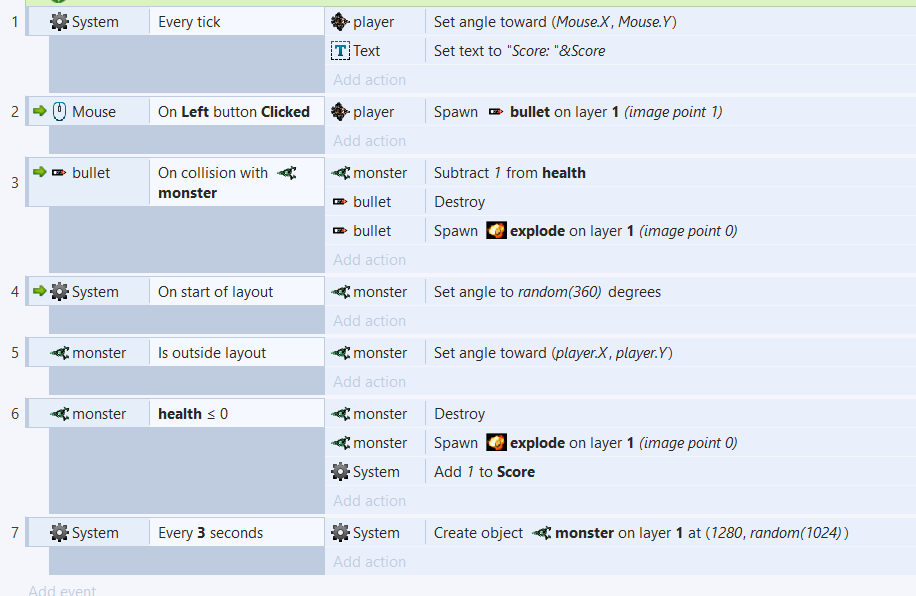 1 System Every tick player Set angle toward (Mouse.X, Mouse.Y)
T Text Set text to "Score: "&Score
Add action
2 Mouse On Left button Clicked player Spawn bullet on layer 1 (image point 1)
Add action
3 bullet On collision with monster monster Subtract 1 from health
bullet Destroy
bullet Spawn explode on layer 1 (image point 0)
Add action
4 System On start of layout monster Set angle to random(360) degrees
Add action
5 monster Is outside layout monster Set angle toward (player.X, player.Y)
Add action
6 monster health ≤ 0 monster Destroy
monster Spawn explode on layer 1 (image point 0)
System Add 1 to Score
Add action
7 System Every 3 seconds System Create object monster on layer 1 at (1280, random(1024))
Add action
Add event